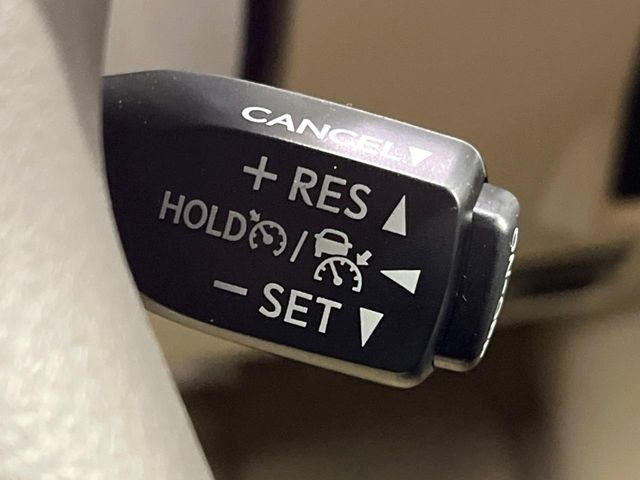 CANCEL▼
+ RES ▲
HOLD / ◀
− SET ▼